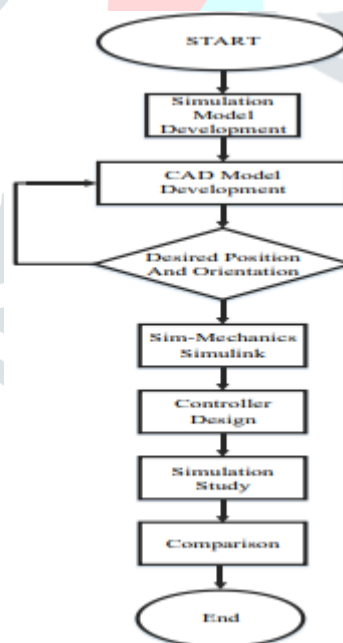 START
Simulation
Model
Development
CAD Model
Development
Desired Position
And Orientation
Sim-Mechanics
Simulink
Controller
Design
Simulation
Study
Comparison
End